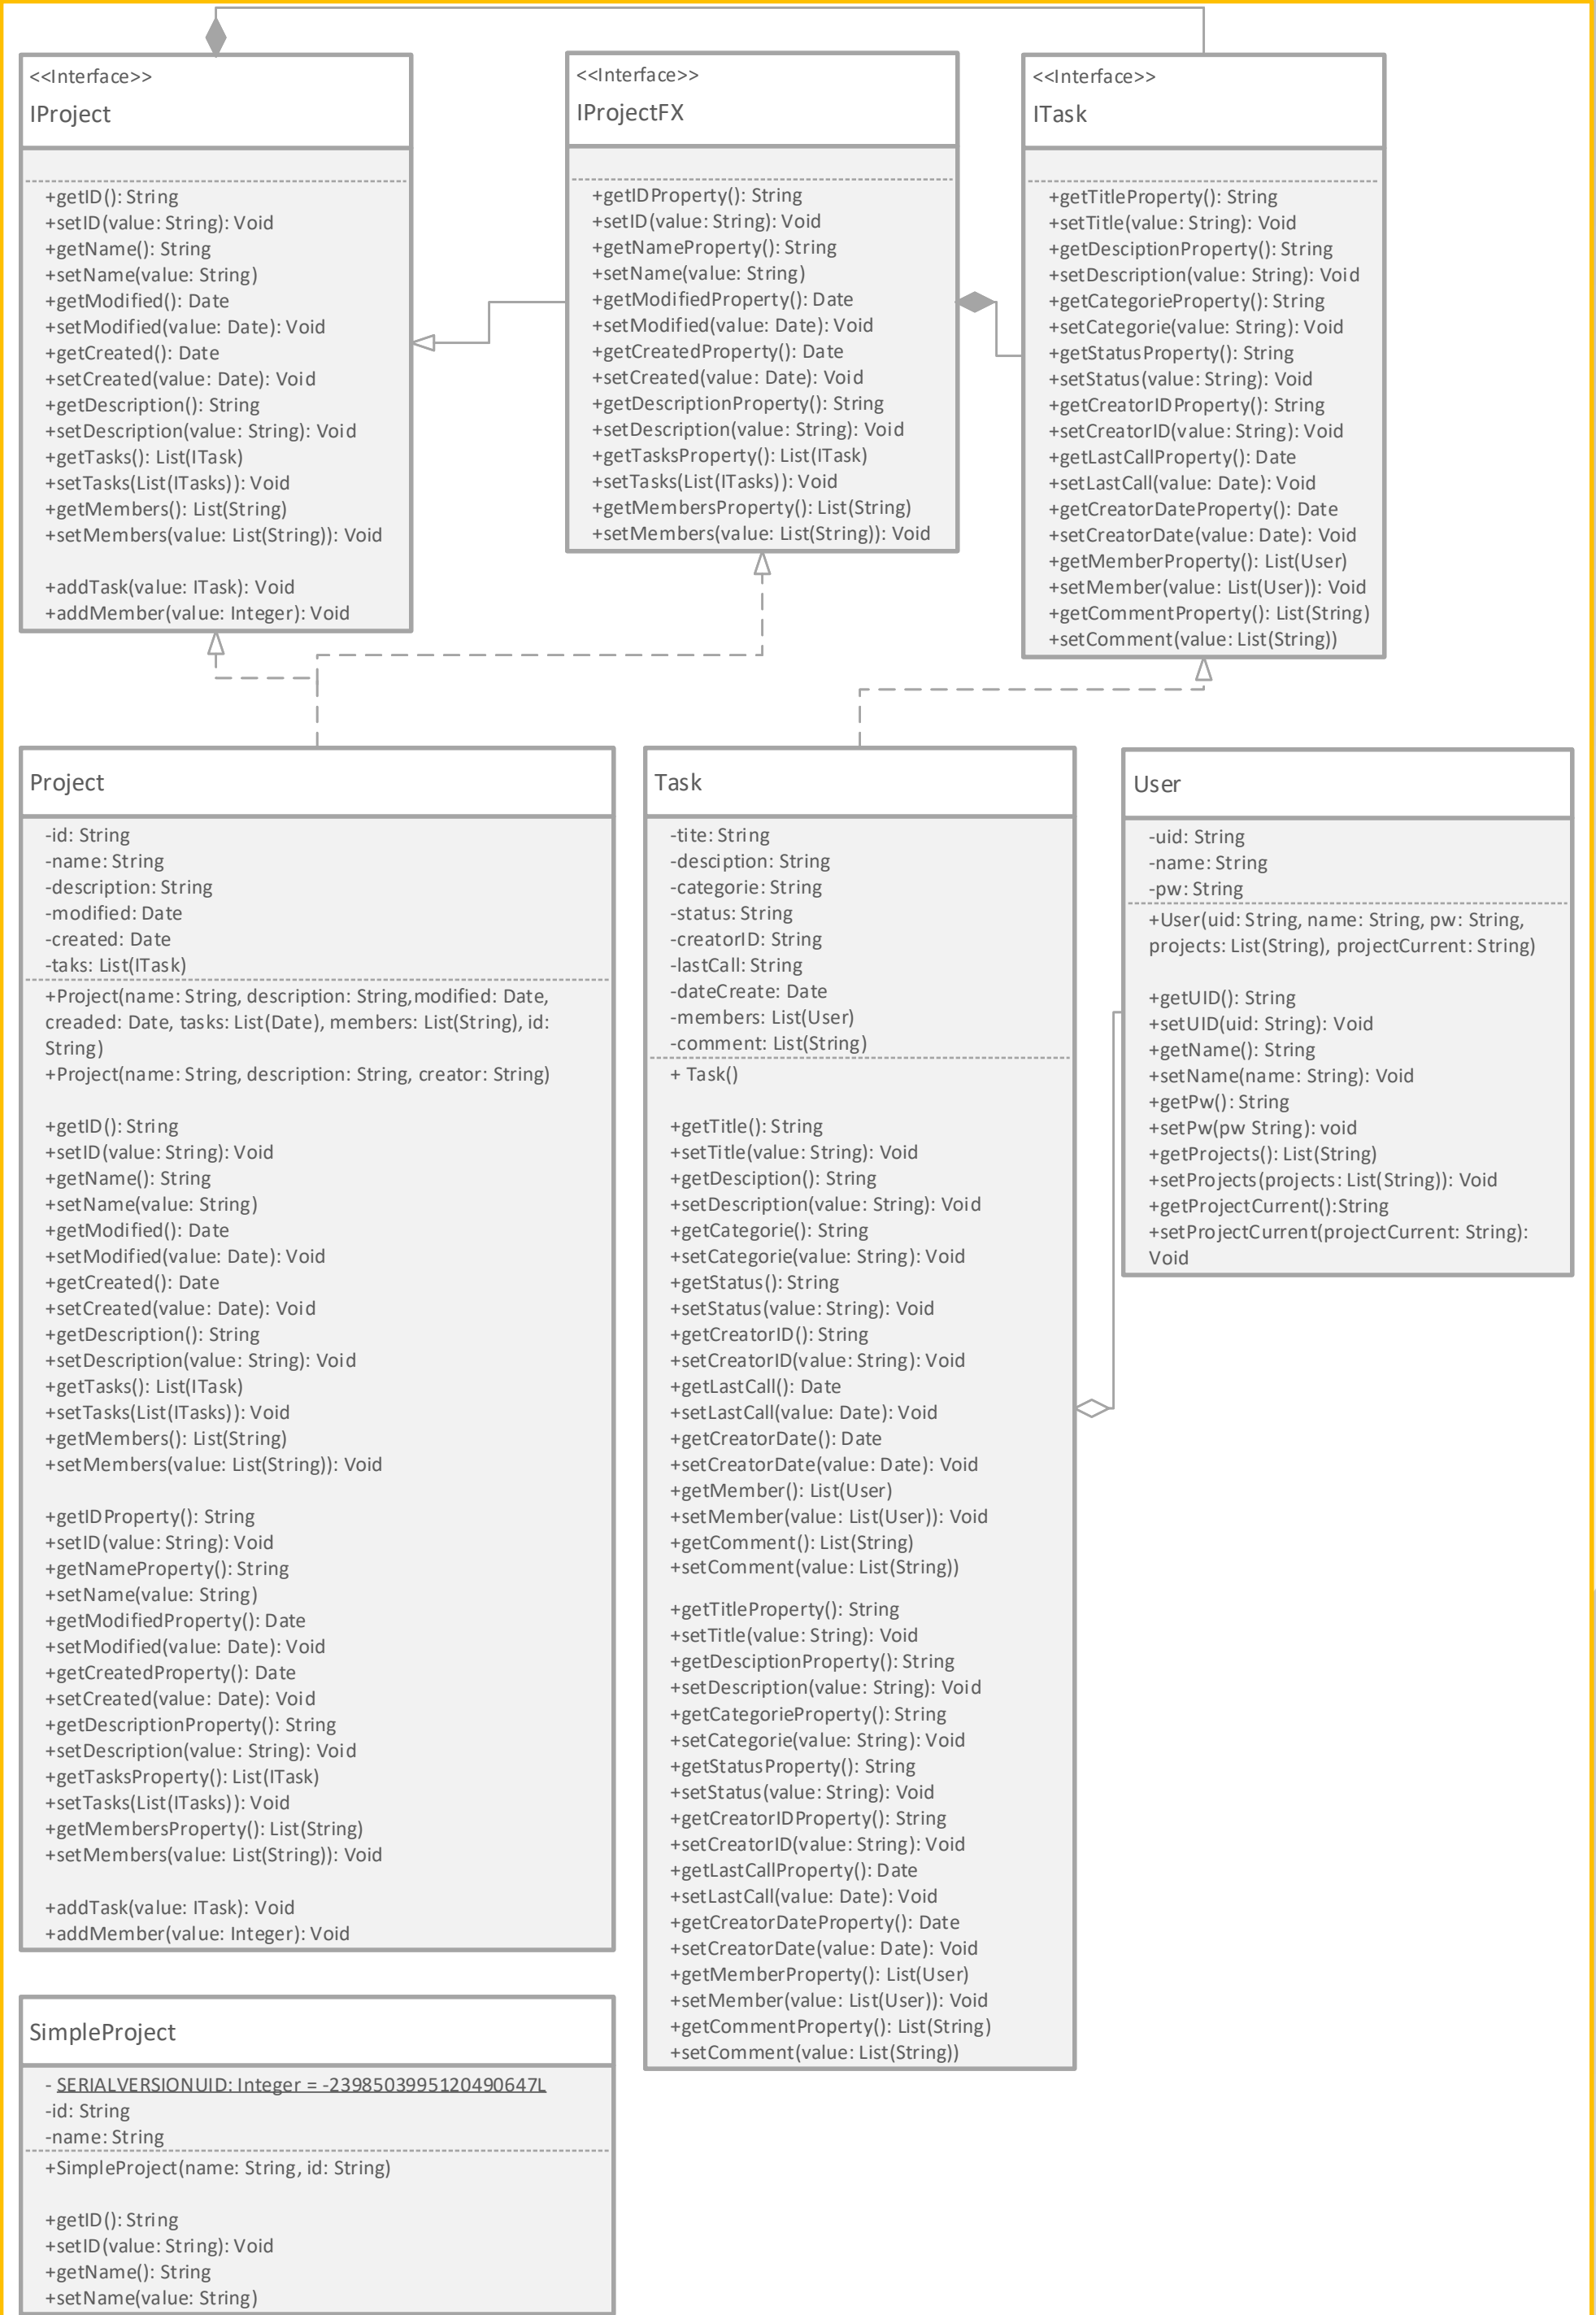 <<Interface>>
IProject
+getID(): String
+setID(value: String): Void
+getName(): String
+setName(value: String)
+getModified(): Date
+setModified(value: Date): Void
+getCreated(): Date
+setCreated(value: Date): Void
+getDescription(): String
+setDescription(value: String): Void
+getTasks(): List(ITask)
+setTasks(List(ITasks)): Void
+getMembers(): List(String)
+setMembers(value: List(String)): Void
+addTask(value: ITask): Void
+addMember(value: Integer): Void
<<Interface>>
IProjectFX
+getIDProperty(): String
+setID(value: String): Void
+getNameProperty(): String
+setName(value: String)
+getModifiedProperty(): Date
+setModified(value: Date): Void
+getCreatedProperty(): Date
+setCreated(value: Date): Void
+getDescriptionProperty(): String
+setDescription(value: String): Void
+getTasksProperty(): List(ITask)
+setTasks(List(ITasks)): Void
+getMembersProperty(): List(String)
+setMembers(value: List(String)): Void
<<Interface>>
ITask
+getTitleProperty(): String
+setTitle(value: String): Void
+getDesciptionProperty(): String
+setDescription(value: String): Void
+getCategorieProperty(): String
+setCategorie(value: String): Void
+getStatusProperty(): String
+setStatus(value: String): Void
+getCreatorIDProperty(): String
+setCreatorID(value: String): Void
+getLastCallProperty(): Date
+setLastCall(value: Date): Void
+getCreatorDateProperty(): Date
+setCreatorDate(value: Date): Void
+getMemberProperty(): List(User)
+setMember(value: List(User)): Void
+getCommentProperty(): List(String)
+setComment(value: List(String))
Project
-id: String
-name: String
-description: String
-modified: Date
-created: Date
-taks: List(ITask)
+Project(name: String, description: String,modified: Date,
creaded: Date, tasks: List(Date), members: List(String), id:
String)
+Project(name: String, description: String, creator: String)
+getID(): String
+setID(value: String): Void
+getName(): String
+setName(value: String)
+getModified(): Date
+setModified(value: Date): Void
+getCreated(): Date
+setCreated(value: Date): Void
+getDescription(): String
+setDescription(value: String): Void
+getTasks(): List(ITask)
+setTasks(List(ITasks)): Void
+getMembers(): List(String)
+setMembers(value: List(String)): Void
+getIDProperty(): String
+setID(value: String): Void
+getNameProperty(): String
+setName(value: String)
+getModifiedProperty(): Date
+setModified(value: Date): Void
+getCreatedProperty(): Date
+setCreated(value: Date): Void
+getDescriptionProperty(): String
+setDescription(value: String): Void
+getTasksProperty(): List(ITask)
+setTasks(List(ITasks)): Void
+getMembersProperty(): List(String)
+setMembers(value: List(String)): Void
+addTask(value: ITask): Void
+addMember(value: Integer): Void
Task
-tite: String
-desciption: String
-categorie: String
-status: String
-creatorID: String
-lastCall: String
-dateCreate: Date
-members: List(User)
-comment: List(String)
+ Task()
+getTitle(): String
+setTitle(value: String): Void
+getDesciption(): String
+setDescription(value: String): Void
+getCategorie(): String
+setCategorie(value: String): Void
+getStatus(): String
+setStatus(value: String): Void
+getCreatorID(): String
+setCreatorID(value: String): Void
+getLastCall(): Date
+setLastCall(value: Date): Void
+getCreatorDate(): Date
+setCreatorDate(value: Date): Void
+getMember(): List(User)
+setMember(value: List(User)): Void
+getComment(): List(String)
+setComment(value: List(String))
+getTitleProperty(): String
+setTitle(value: String): Void
+getDesciptionProperty(): String
+setDescription(value: String): Void
+getCategorieProperty(): String
+setCategorie(value: String): Void
+getStatusProperty(): String
+setStatus(value: String): Void
+getCreatorIDProperty(): String
+setCreatorID(value: String): Void
+getLastCallProperty(): Date
+setLastCall(value: Date): Void
+getCreatorDateProperty(): Date
+setCreatorDate(value: Date): Void
+getMemberProperty(): List(User)
+setMember(value: List(User)): Void
+getCommentProperty(): List(String)
+setComment(value: List(String))
User
-uid: String
-name: String
-pw: String
+User(uid: String, name: String, pw: String,
projects: List(String), projectCurrent: String)
+getUID(): String
+setUID(uid: String): Void
+getName(): String
+setName(name: String): Void
+getPw(): String
+setPw(pw String): void
+getProjects(): List(String)
+setProjects(projects: List(String)): Void
+getProjectCurrent():String
+setProjectCurrent(projectCurrent: String):
Void
SimpleProject
- SERIALVERSIONUID: Integer = -2398503995120490647L
-id: String
-name: String
+SimpleProject(name: String, id: String)
+getID(): String
+setID(value: String): Void
+getName(): String
+setName(value: String)